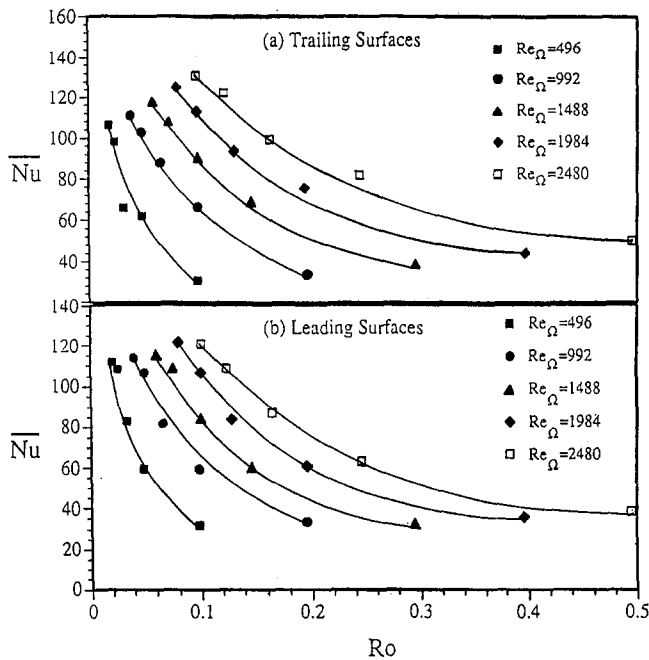 160
(a) Trailing Surfaces
140
120
100
80
60
40
Nu
ReΩ=496
ReΩ=992
ReΩ=1488
ReΩ=1984
ReΩ=2480
140
(b) Leading Surfaces
120
100
80
60
40
20
0
Nu
ReΩ=496
ReΩ=992
ReΩ=1488
ReΩ=1984
ReΩ=2480
0 0.1 0.2 0.3 0.4 0.5
Ro